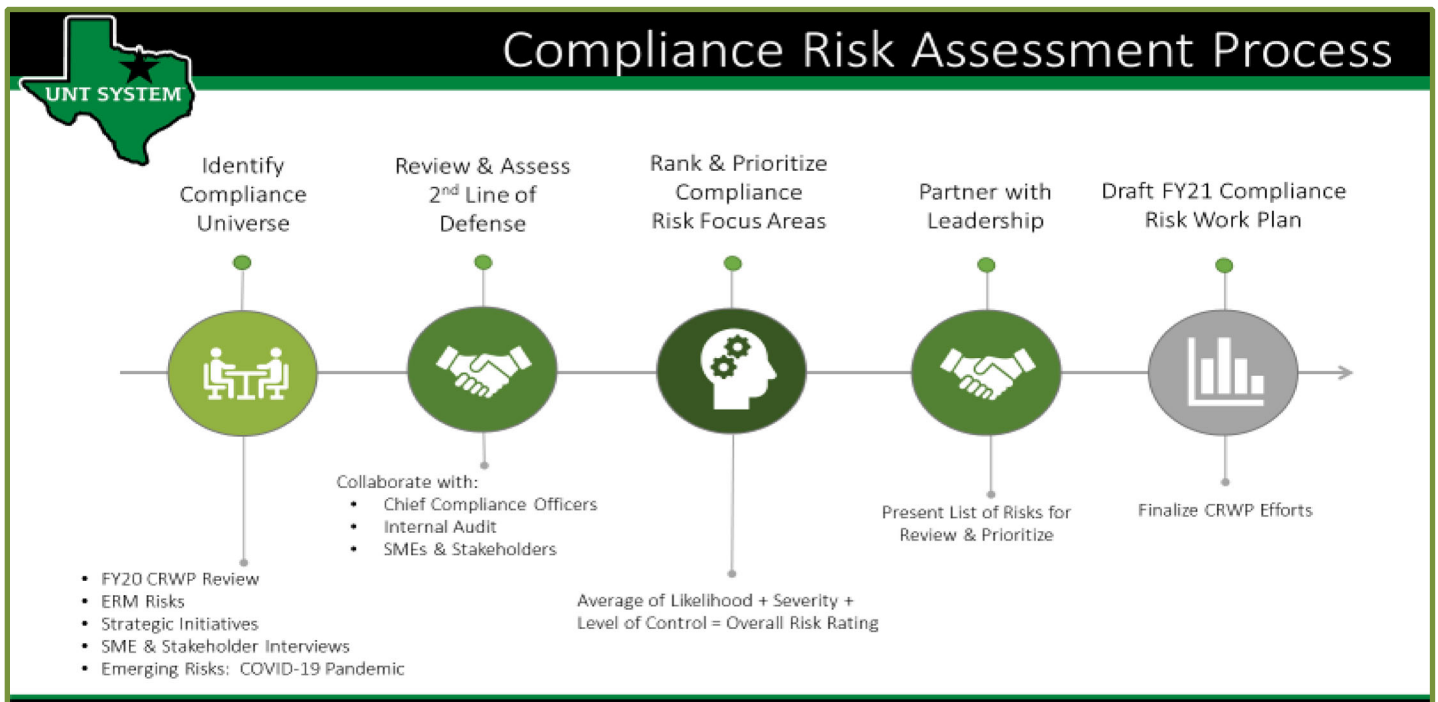 Compliance Risk Assessment Process
UNT SYSTEM
Identify
Compliance
Universe
Review & Assess
2nd Line of
Defense
Rank & Prioritize
Compliance
Risk Focus Areas
Partner with
Leadership
Draft FY21 Compliance
Risk Work Plan
• FY20 CRWP Review
• ERM Risks
• Strategic Initiatives
• SME & Stakeholder Interviews
• Emerging Risks: COVID-19 Pandemic
Collaborate with:
• Chief Compliance Officers
• Internal Audit
• SMEs & Stakeholders
Average of Likelihood + Severity +
Level of Control = Overall Risk Rating
Present List of Risks for
Review & Prioritize
Finalize CRWP Efforts